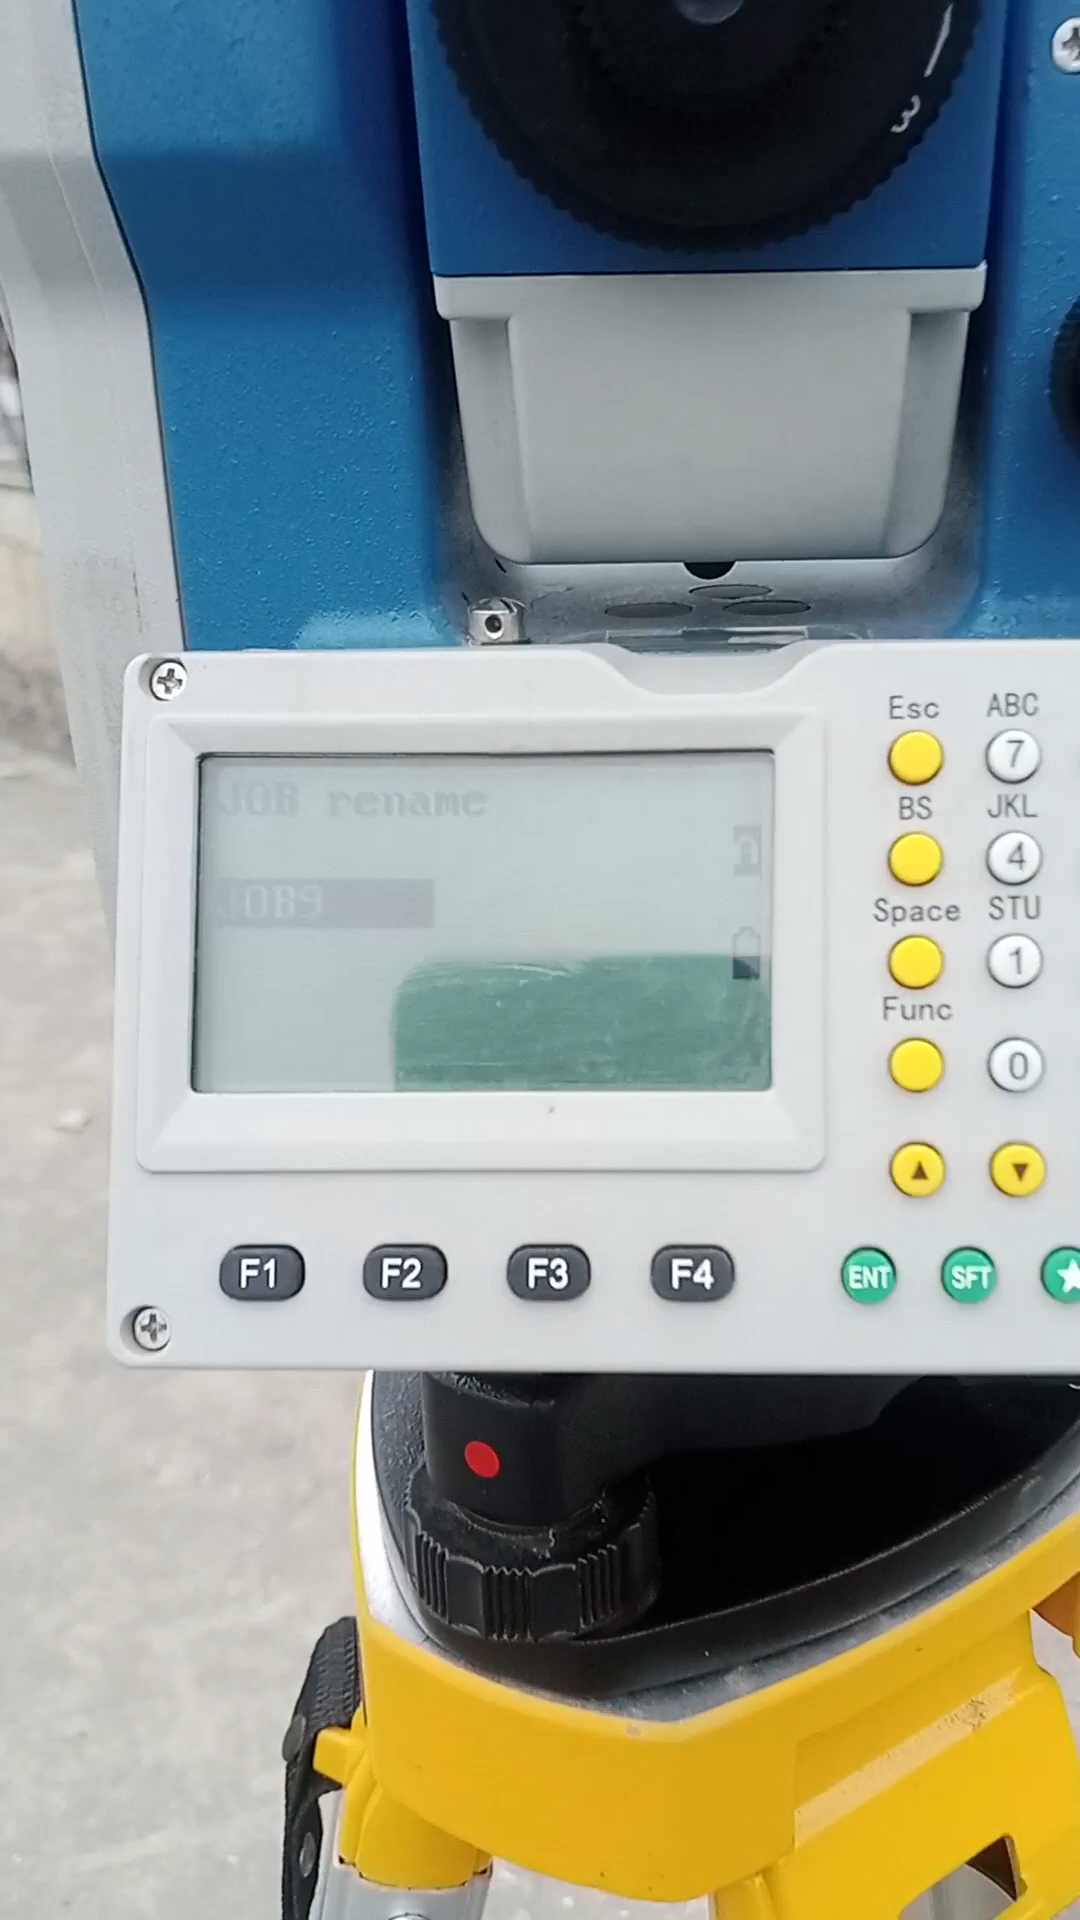 3
JOB rename
JOB9
Esc ABC
7
BS JKL
4
Space STU
1
Func
0
F1 F2 F3 F4 ENT SFT